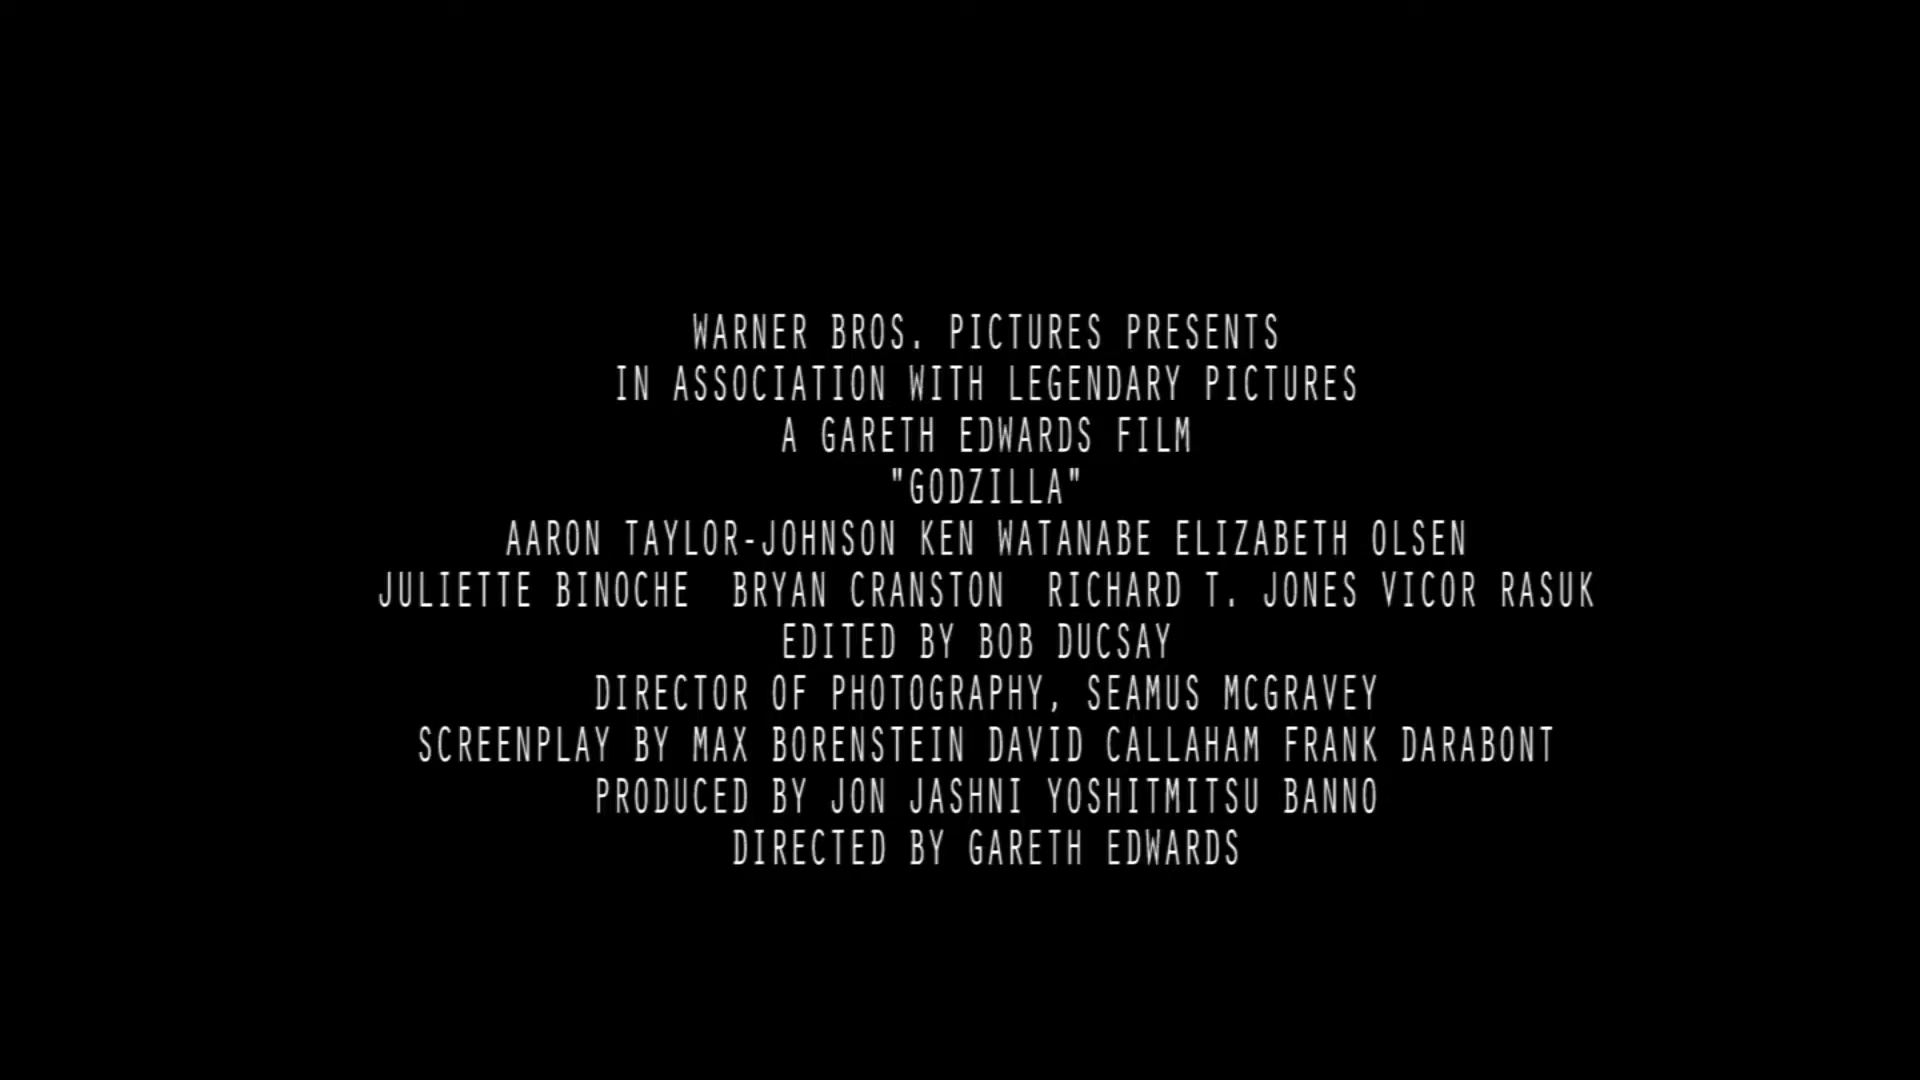 WARNER BROS. PICTURES PRESENTS
IN ASSOCIATION WITH LEGENDARY PICTURES
A GARETH EDWARDS FILM
"GODZILLA"
AARON TAYLOR-JOHNSON KEN WATANABE ELIZABETH OLSEN
JULIETTE BINOCHE  BRYAN CRANSTON  RICHARD T. JONES VICOR RASUK
EDITED BY BOB DUCSAY
DIRECTOR OF PHOTOGRAPHY, SEAMUS MCGRAVEY
SCREENPLAY BY MAX BORENSTEIN DAVID CALLAHAM FRANK DARABONT
PRODUCED BY JON JASHNI YOSHITMITSU BANNO
DIRECTED BY GARETH EDWARDS